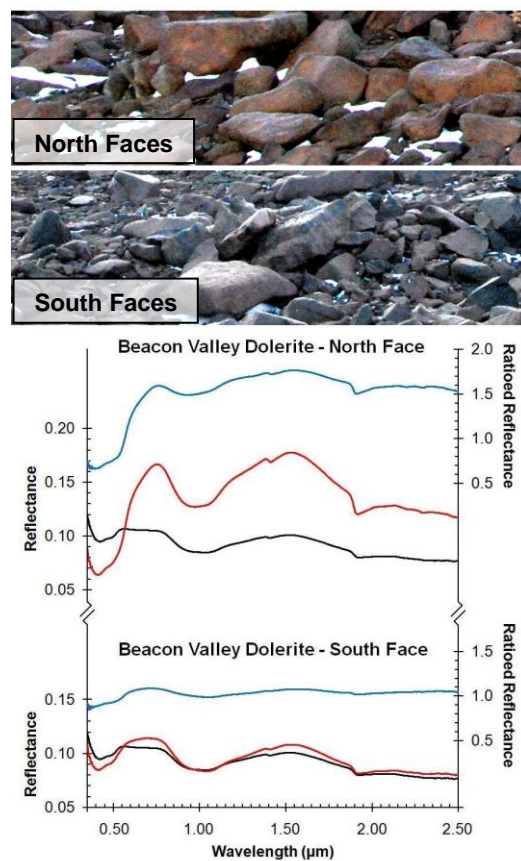 North Faces
South Faces
Beacon Valley Dolerite - North Face
Reflectance
0.20
0.15
0.10
0.05
2.0
1.5
1.0
0.5
Ratioed Reflectance
Beacon Valley Dolerite - South Face
Reflectance
0.15
0.10
0.05
1.5
1.0
0.5
Ratioed Reflectance
0.50
1.00
1.50
2.00
2.50
Wavelength (µm)